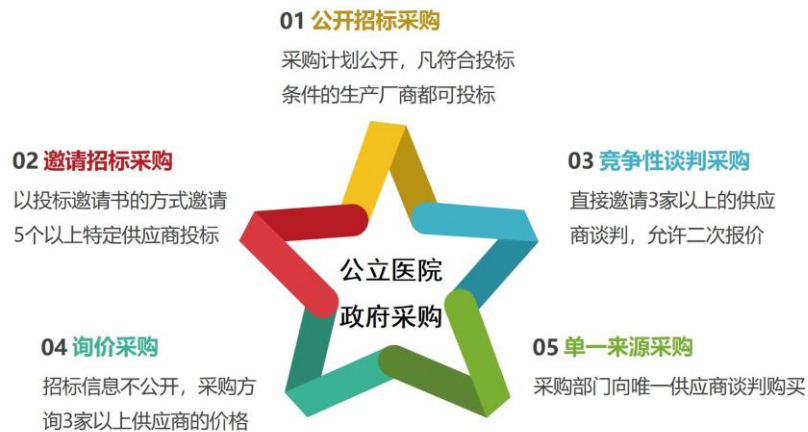 01 公开招标采购
采购计划公开，凡符合投标
条件的生产厂商都可投标
02 邀请招标采购
以投标邀请书的方式邀请
5个以上特定供应商投标
03 竞争性谈判采购
直接邀请3家以上的供应
商谈判，允许二次报价
公立医院
政府采购
04 询价采购
招标信息不公开，采购方
询3家以上供应商的价格
05 单一来源采购
采购部门向唯一供应商谈判购买